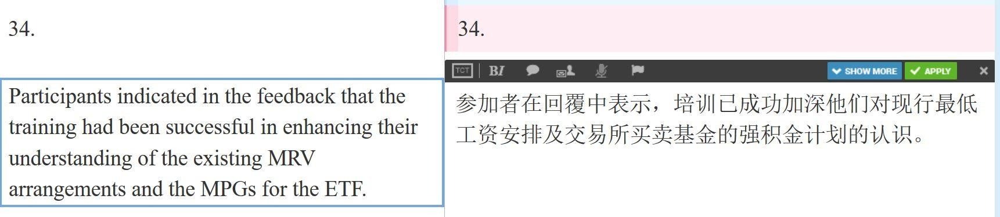 34.
Participants indicated in the feedback that the
training had been successful in enhancing their
understanding of the existing MRV
arrangements and the MPGs for the ETF.
34.
TCT BI SHOW MORE APPLY
参加者在回覆中表示，培训已成功加深他们对现行最低
工资安排及交易所买卖基金的强积金计划的认识。